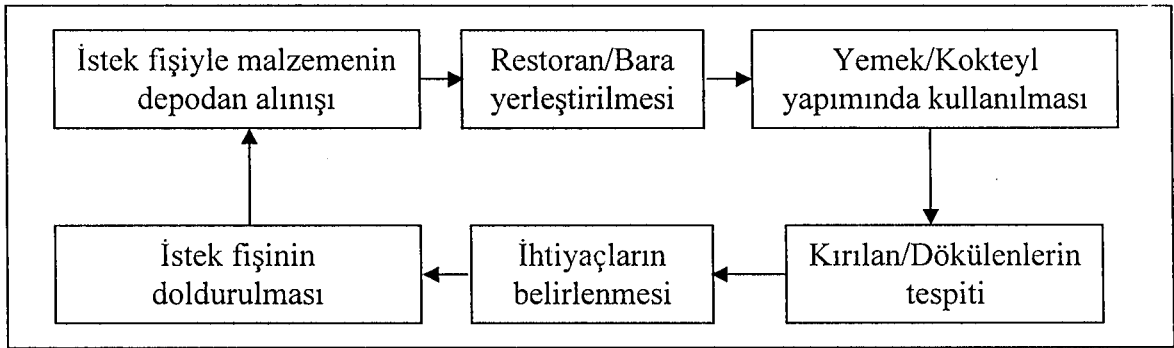 İstek fişiyle malzemenin
depodan alınışı
Restoran/Bara
yerleştirilmesi
Yemek/Kokteyl
yapımında kullanılması
İstek fişinin
doldurulması
İhtiyaçların
belirlenmesi
Kırılan/Dökülenlerin
tespiti